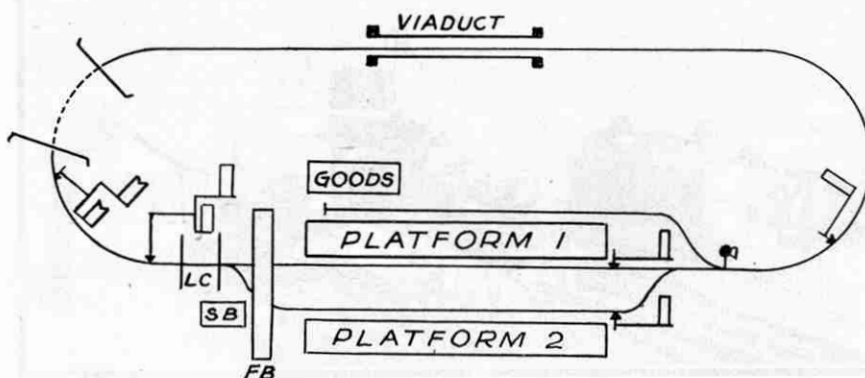 VIADUCT
GOODS
PLATFORM 1
LC
SB
PLATFORM 2
FB